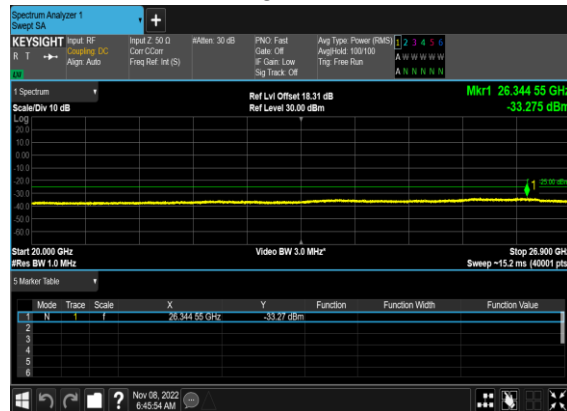 Spectrum Analyzer 1
Swept SA
+
KEYSIGHT Input: RF Input Z: 50 Ω #Atten: 30 dB PNO: Fast Avg Type: Power (RMS) 1 2 3 4 5 6
R T Coupling: DC Corr CCorr Gate: Off Avg|Hold: 100/100 A W W W W W
Align: Auto Freq Ref: Int (S) IF Gain: Low Trig: Free Run
Sig Track: Off A N N N N N
1 Spectrum Ref Lvl Offset 18.31 dB Mkr1 26.344 55 GHz
Scale/Div 10 dB Ref Level 30.00 dBm -33.275 dBm
Log
20.0
10.0
0.00
-10.0
-20.0
-30.0
-40.0
-50.0
-60.0
1
Start 20.000 GHz Video BW 3.0 MHz* Stop 26.900 GHz
#Res BW 1.0 MHz Sweep ~15.2 ms (40001 pts)
5 Marker Table
Mode Trace Scale X Y Function Function Width Function Value
1 N 1 f 26.344 55 GHz -33.27 dBm
2
3
4
5
6
? Nov 08, 2022
6:45:54 AM